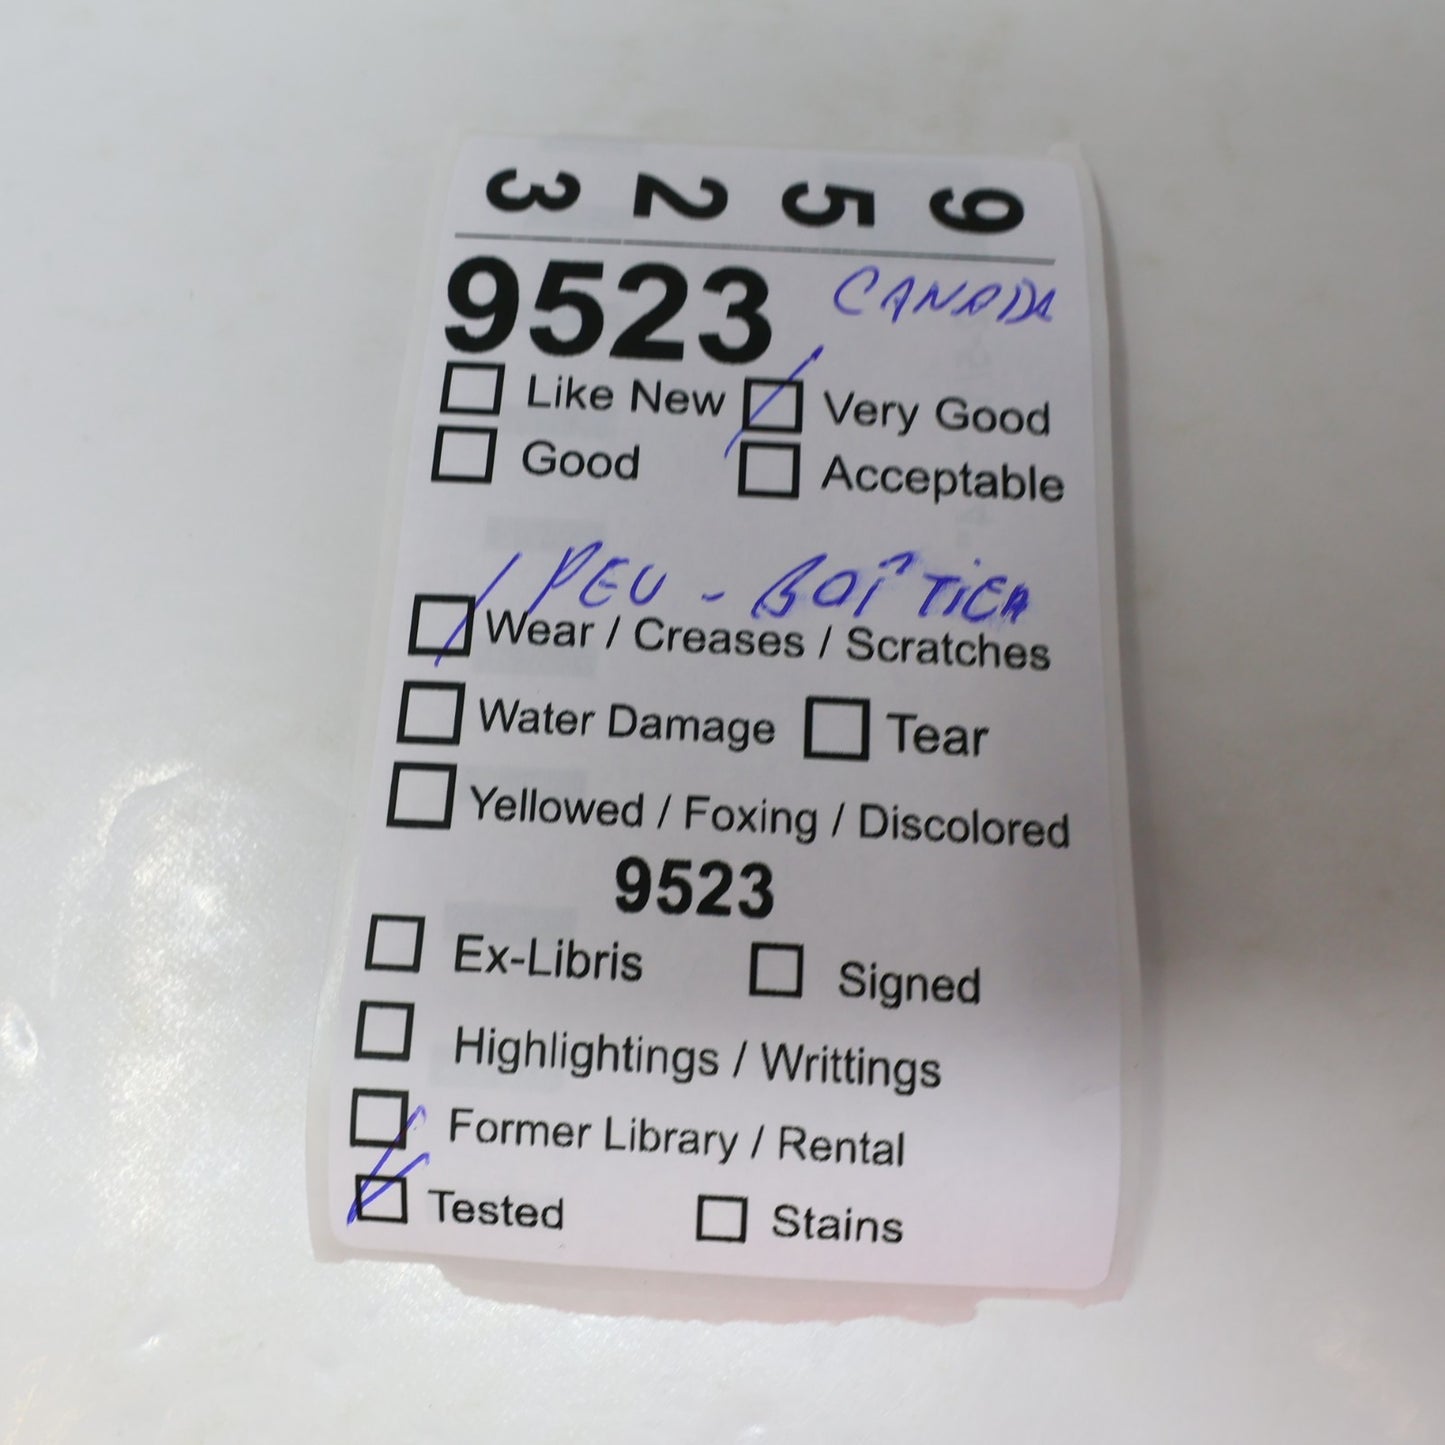 9 5 2 3
9523 CANADA
Like New Very Good
Good Acceptable
PEU - BOÎTIER
Wear / Creases / Scratches
Water Damage Tear
Yellowed / Foxing / Discolored
9523
Ex-Libris Signed
Highlightings / Writtings
Former Library / Rental
Tested Stains